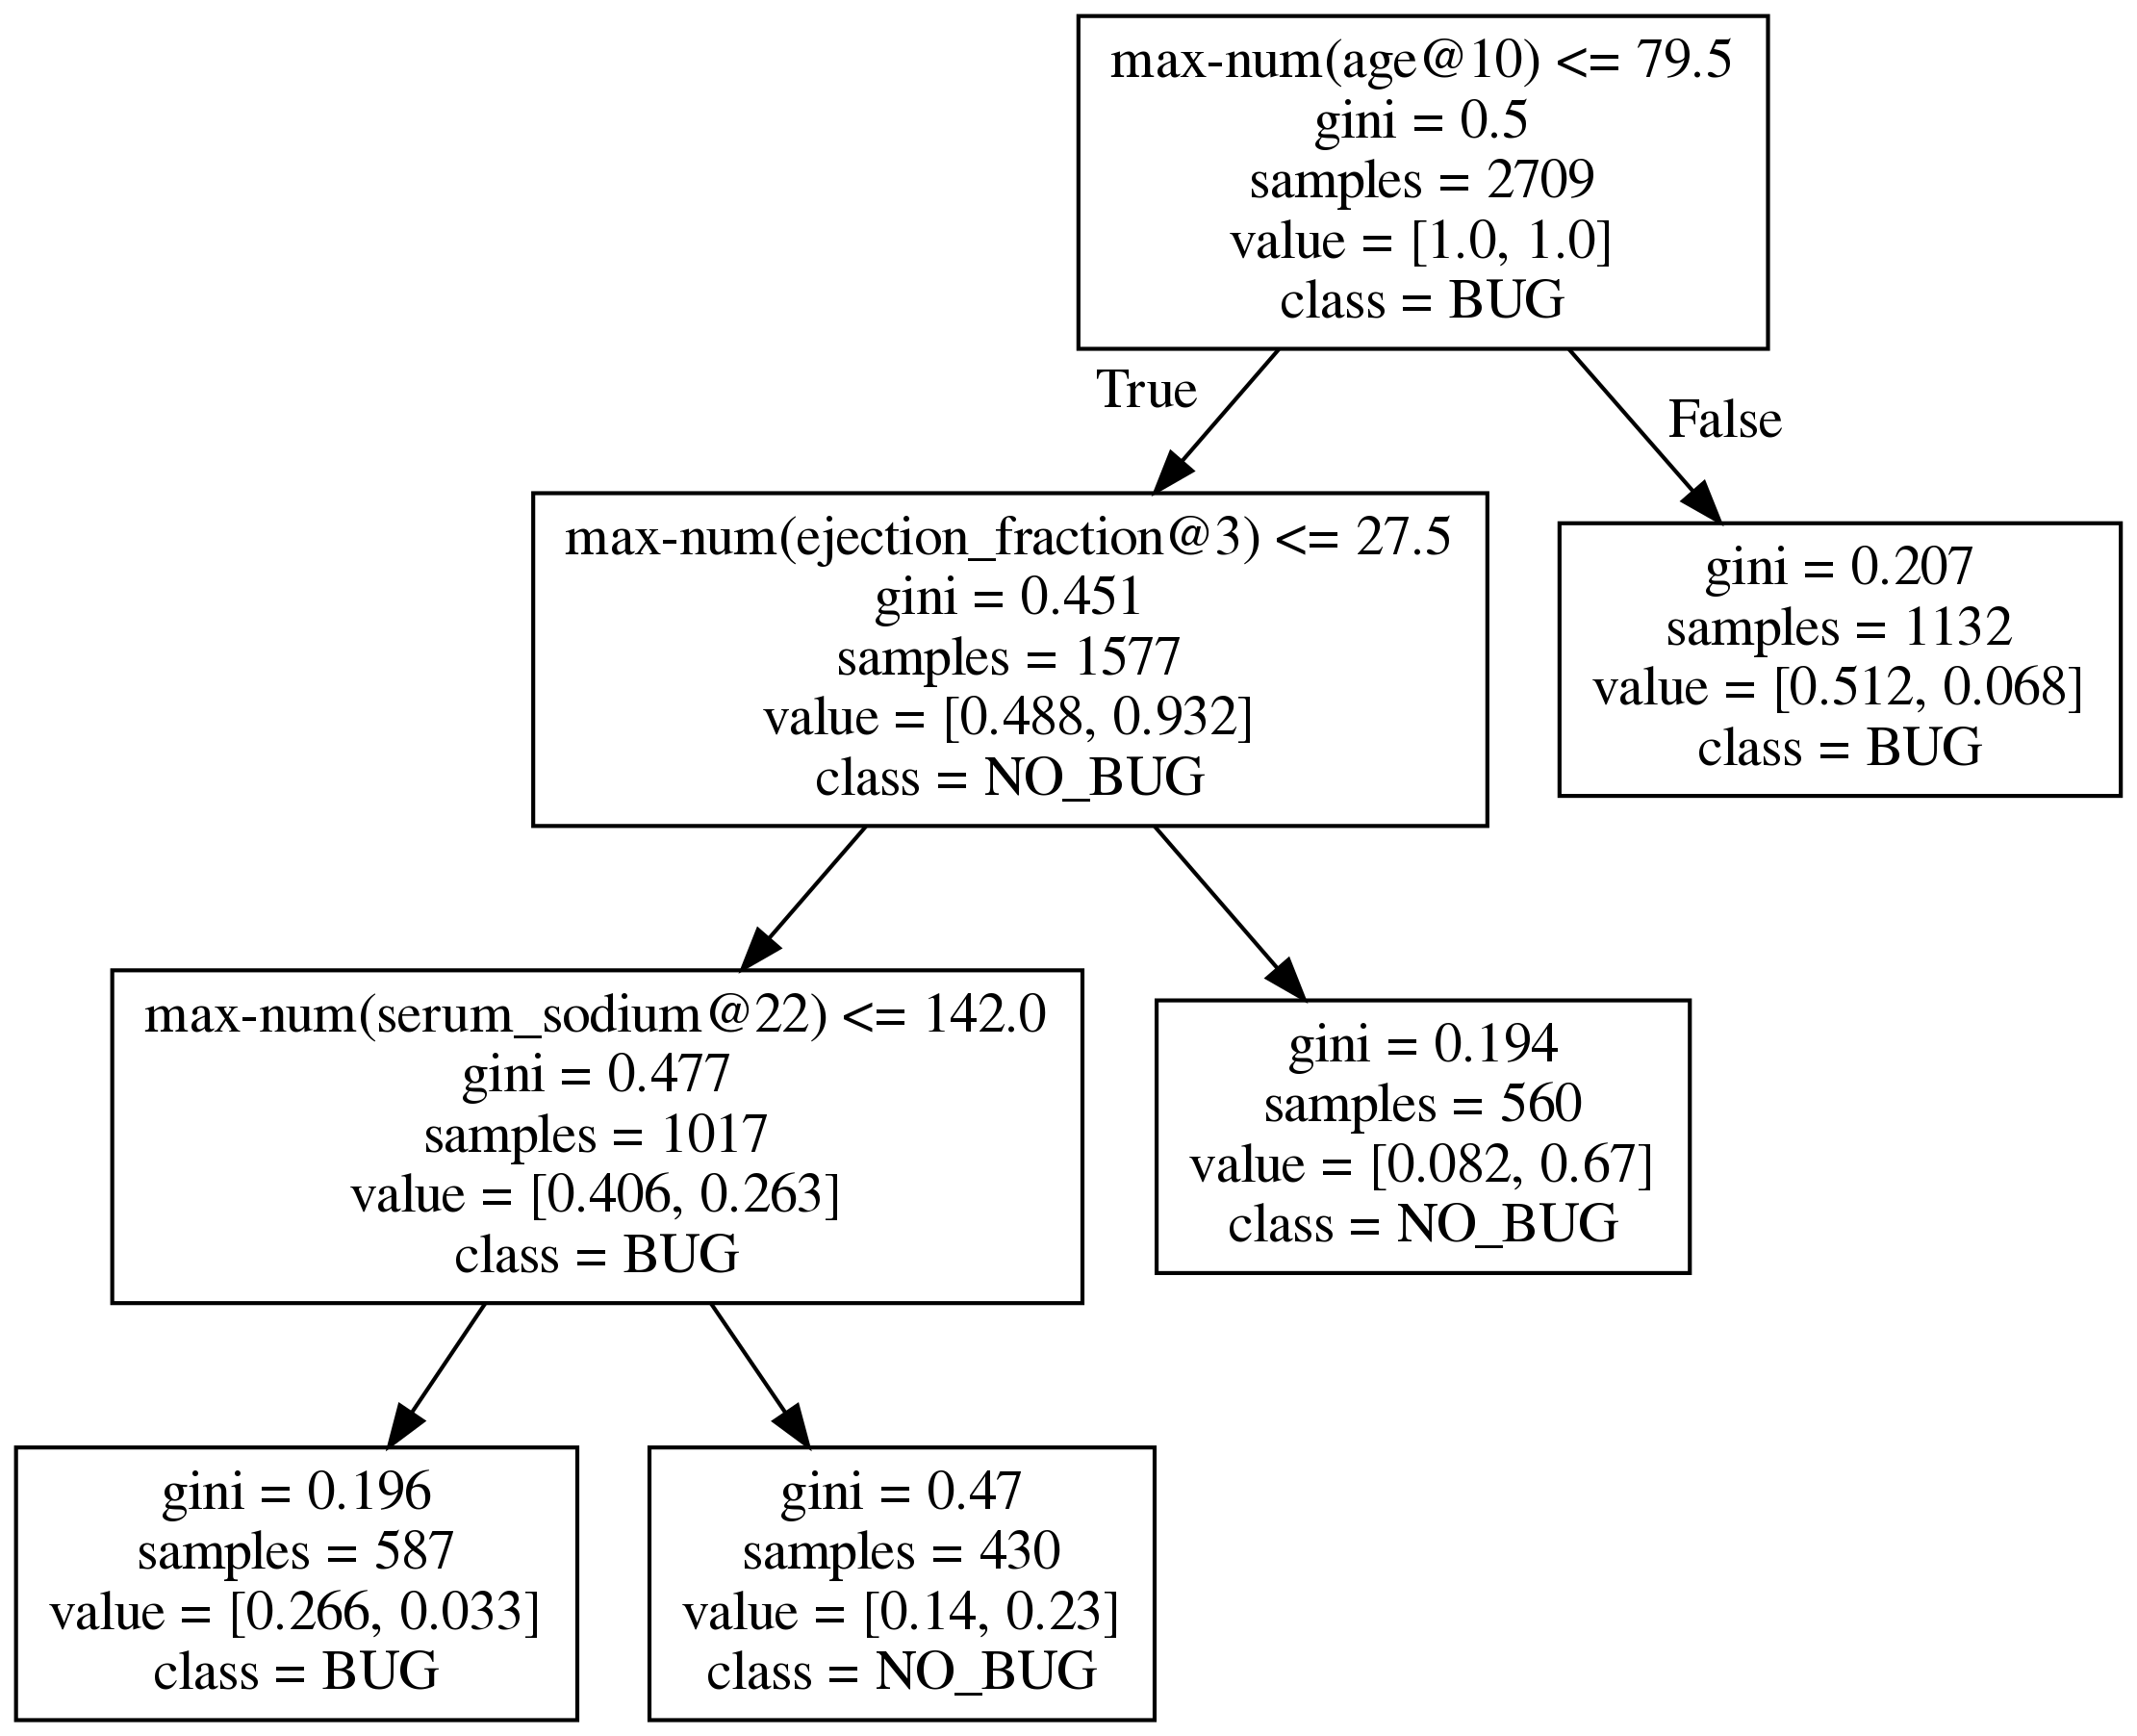 max-num(age@10) <= 79.5
gini = 0.5
samples = 2709
value = [1.0, 1.0]
class = BUG
True
False
max-num(ejection_fraction@3) <= 27.5
gini = 0.451
samples = 1577
value = [0.488, 0.932]
class = NO_BUG
gini = 0.207
samples = 1132
value = [0.512, 0.068]
class = BUG
max-num(serum_sodium@22) <= 142.0
gini = 0.477
samples = 1017
value = [0.406, 0.263]
class = BUG
gini = 0.194
samples = 560
value = [0.082, 0.67]
class = NO_BUG
gini = 0.196
samples = 587
value = [0.266, 0.033]
class = BUG
gini = 0.47
samples = 430
value = [0.14, 0.23]
class = NO_BUG